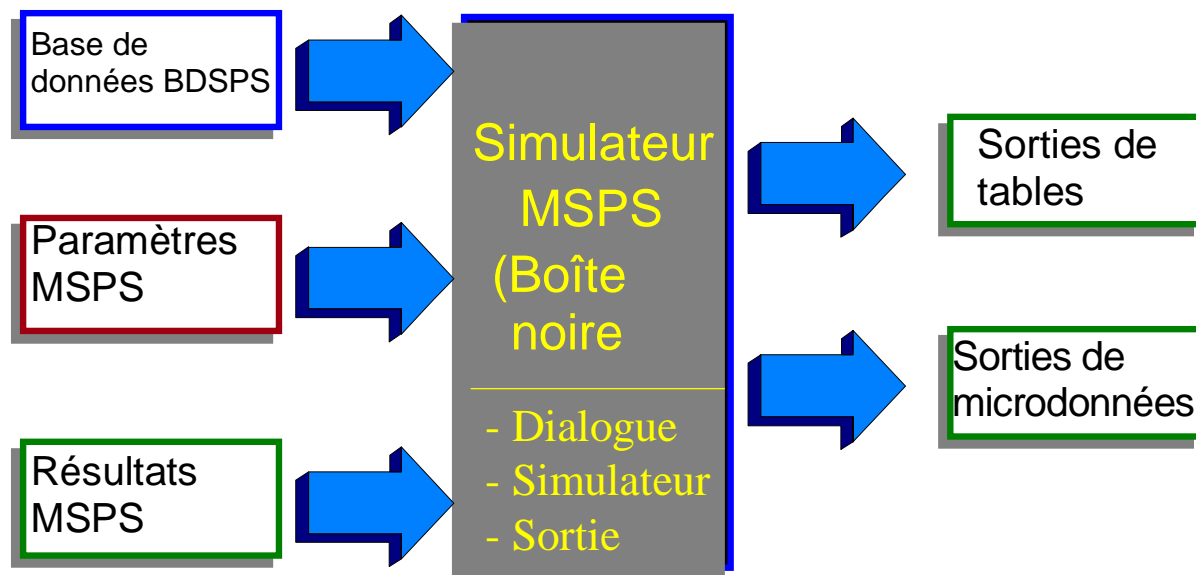 Base de
données BDSPS
Paramètres
MSPS
Résultats
MSPS
Simulateur
MSPS
(Boîte
noire
- Dialogue
- Simulateur
- Sortie
Sorties de
tables
Sorties de
microdonnées